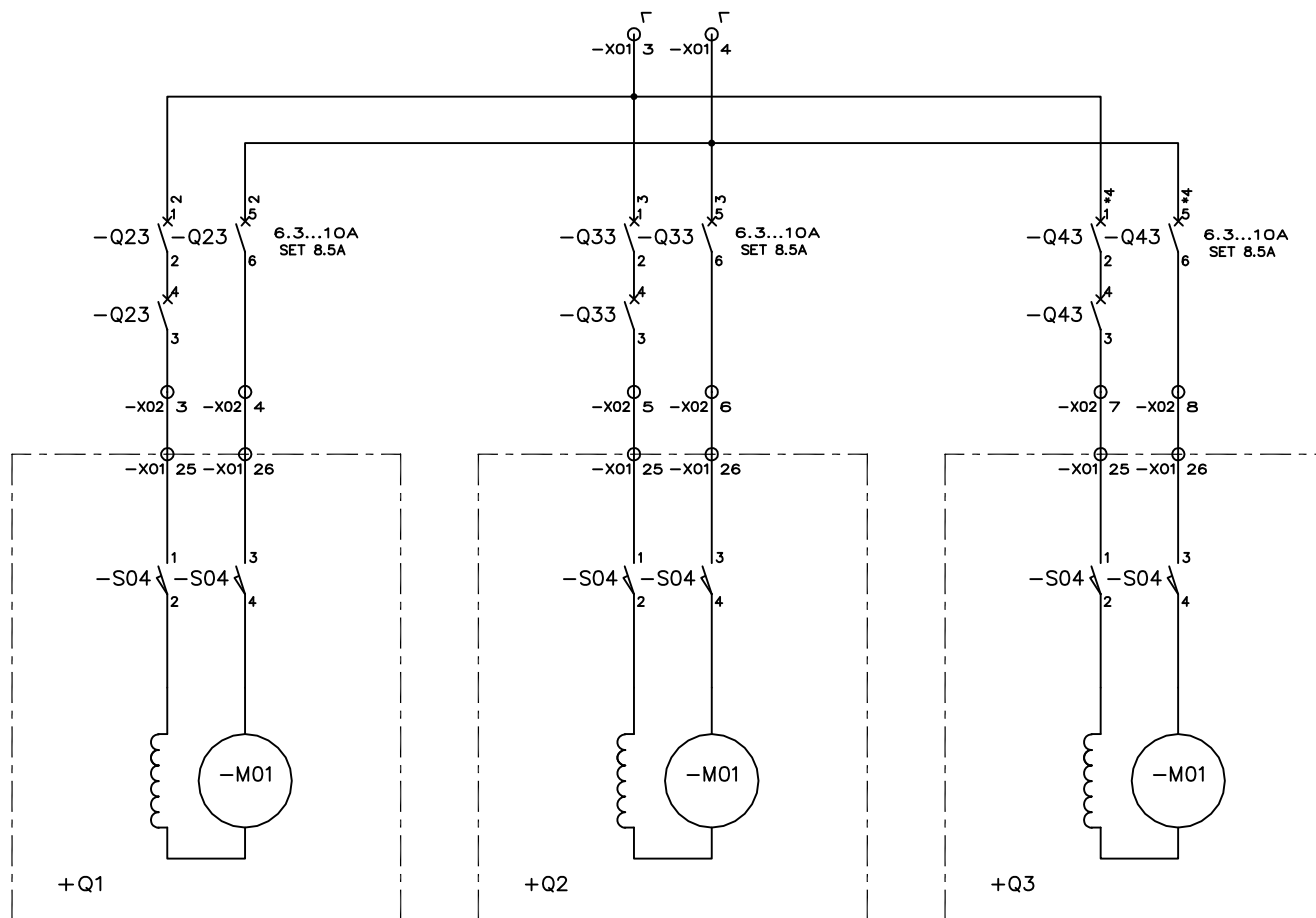 -X01 3 -X01 4
2 2 3 3 *4 *4
1 5 1 5 1 5
-Q23 -Q23 6.3...10A -Q33 -Q33 6.3...10A -Q43 -Q43 6.3...10A
SET 8.5A SET 8.5A SET 8.5A
2 6 2 6 2 6
4 4 4
-Q23 -Q33 -Q43
3 3 3
-X02 3 -X02 4 -X02 5 -X02 6 -X02 7 -X02 8
-X01 25 -X01 26 -X01 25 -X01 26 -X01 25 -X01 26
1 3 1 3 1 3
-S04 -S04 -S04 -S04 -S04 -S04
2 4 2 4 2 4
-M01 -M01 -M01
+Q1 +Q2 +Q3